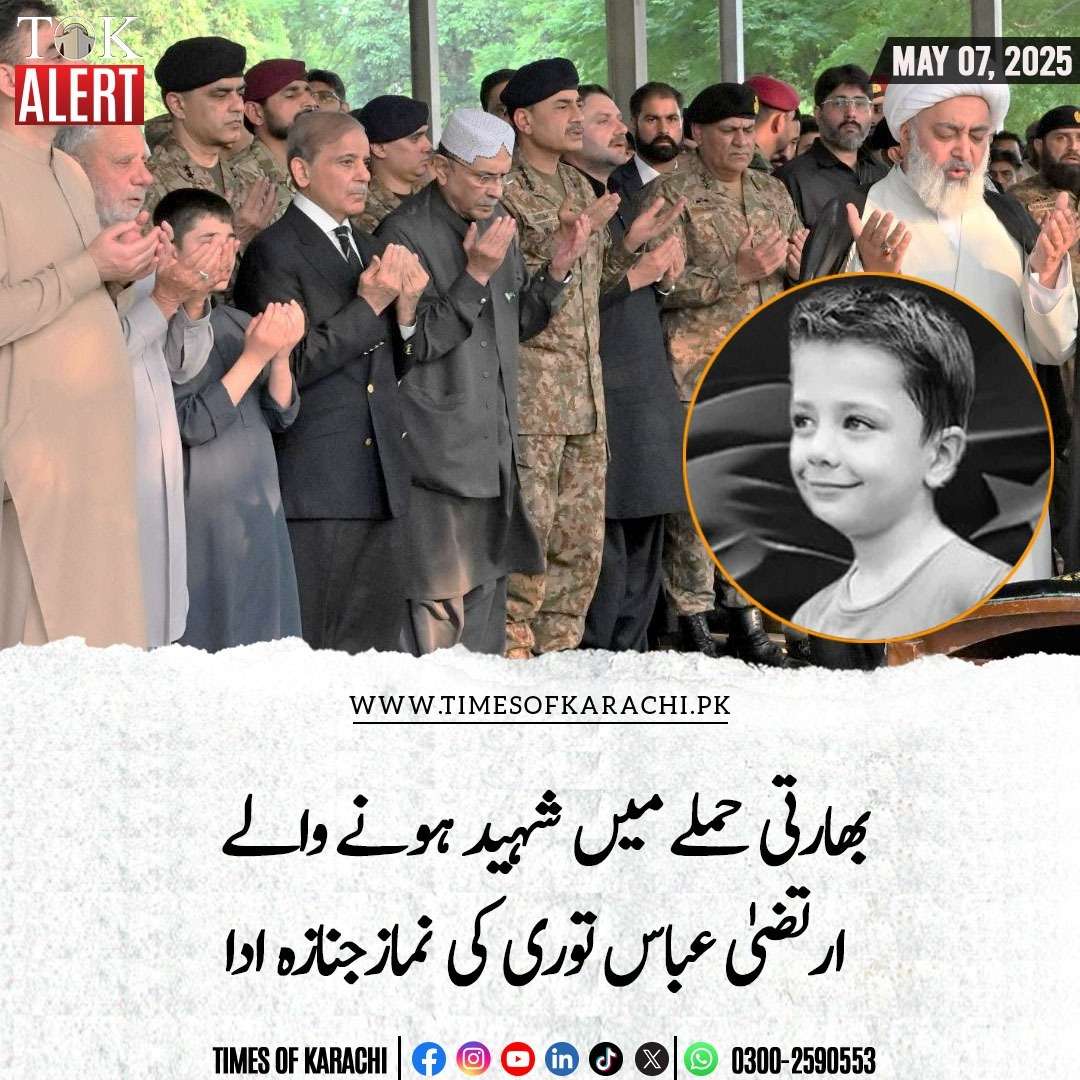 TOK
ALERT
MAY 07, 2025
WWW.TIMESOFKARACHI.PK
بھارتی حملے میں شہید ہونے والے
ارتضیٰ عباس توری کی نماز جنازہ ادا
TIMES OF KARACHI 0300-2590553